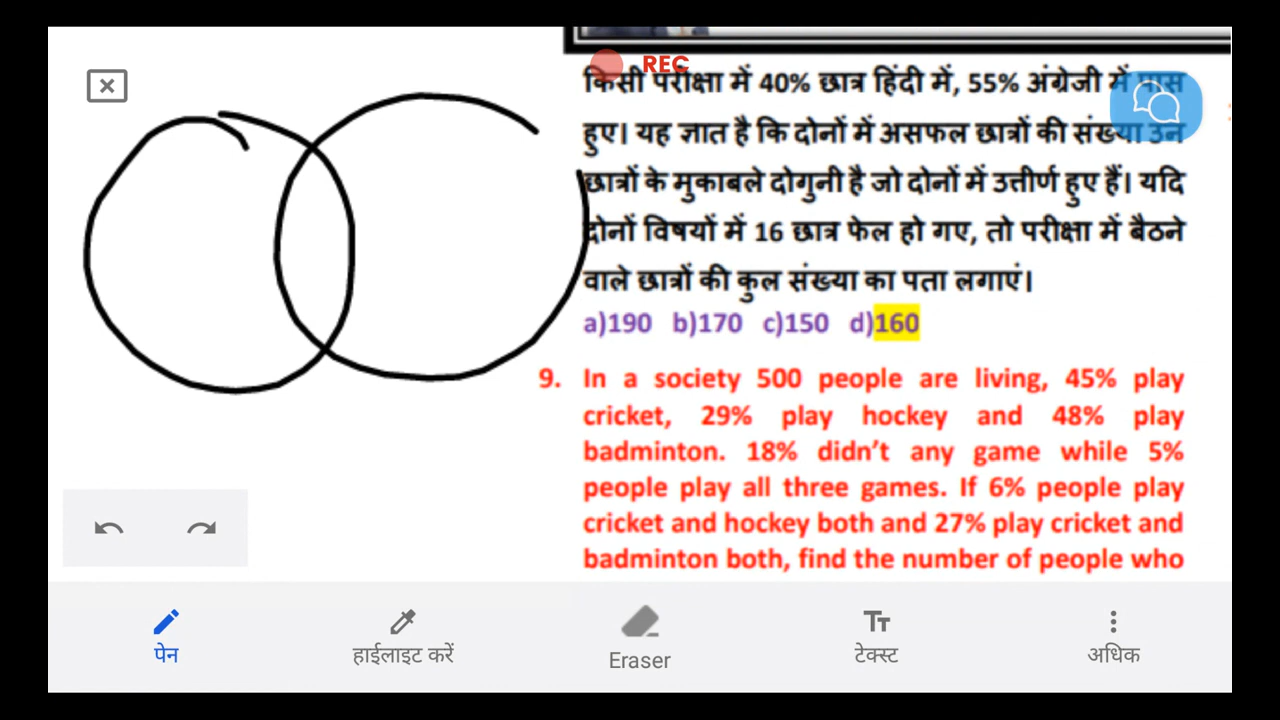 REC
किसी परीक्षा में 40% छात्र हिंदी में, 55% अंग्रेजी में पास
हुए। यह ज्ञात है कि दोनों में असफल छात्रों की संख्या उन
छात्रों के मुकाबले दोगुनी है जो दोनों में उत्तीर्ण हुए हैं। यदि
दोनों विषयों में 16 छात्र फेल हो गए, तो परीक्षा में बैठने
वाले छात्रों की कुल संख्या का पता लगाएं।
a)190 b)170 c)150 d)160
9. In a society 500 people are living, 45% play
cricket, 29% play hockey and 48% play
badminton. 18% didn't any game while 5%
people play all three games. If 6% people play
cricket and hockey both and 27% play cricket and
badminton both, find the number of people who
पेन
हाईलाइट करें
Eraser
टेक्स्ट
अधिक